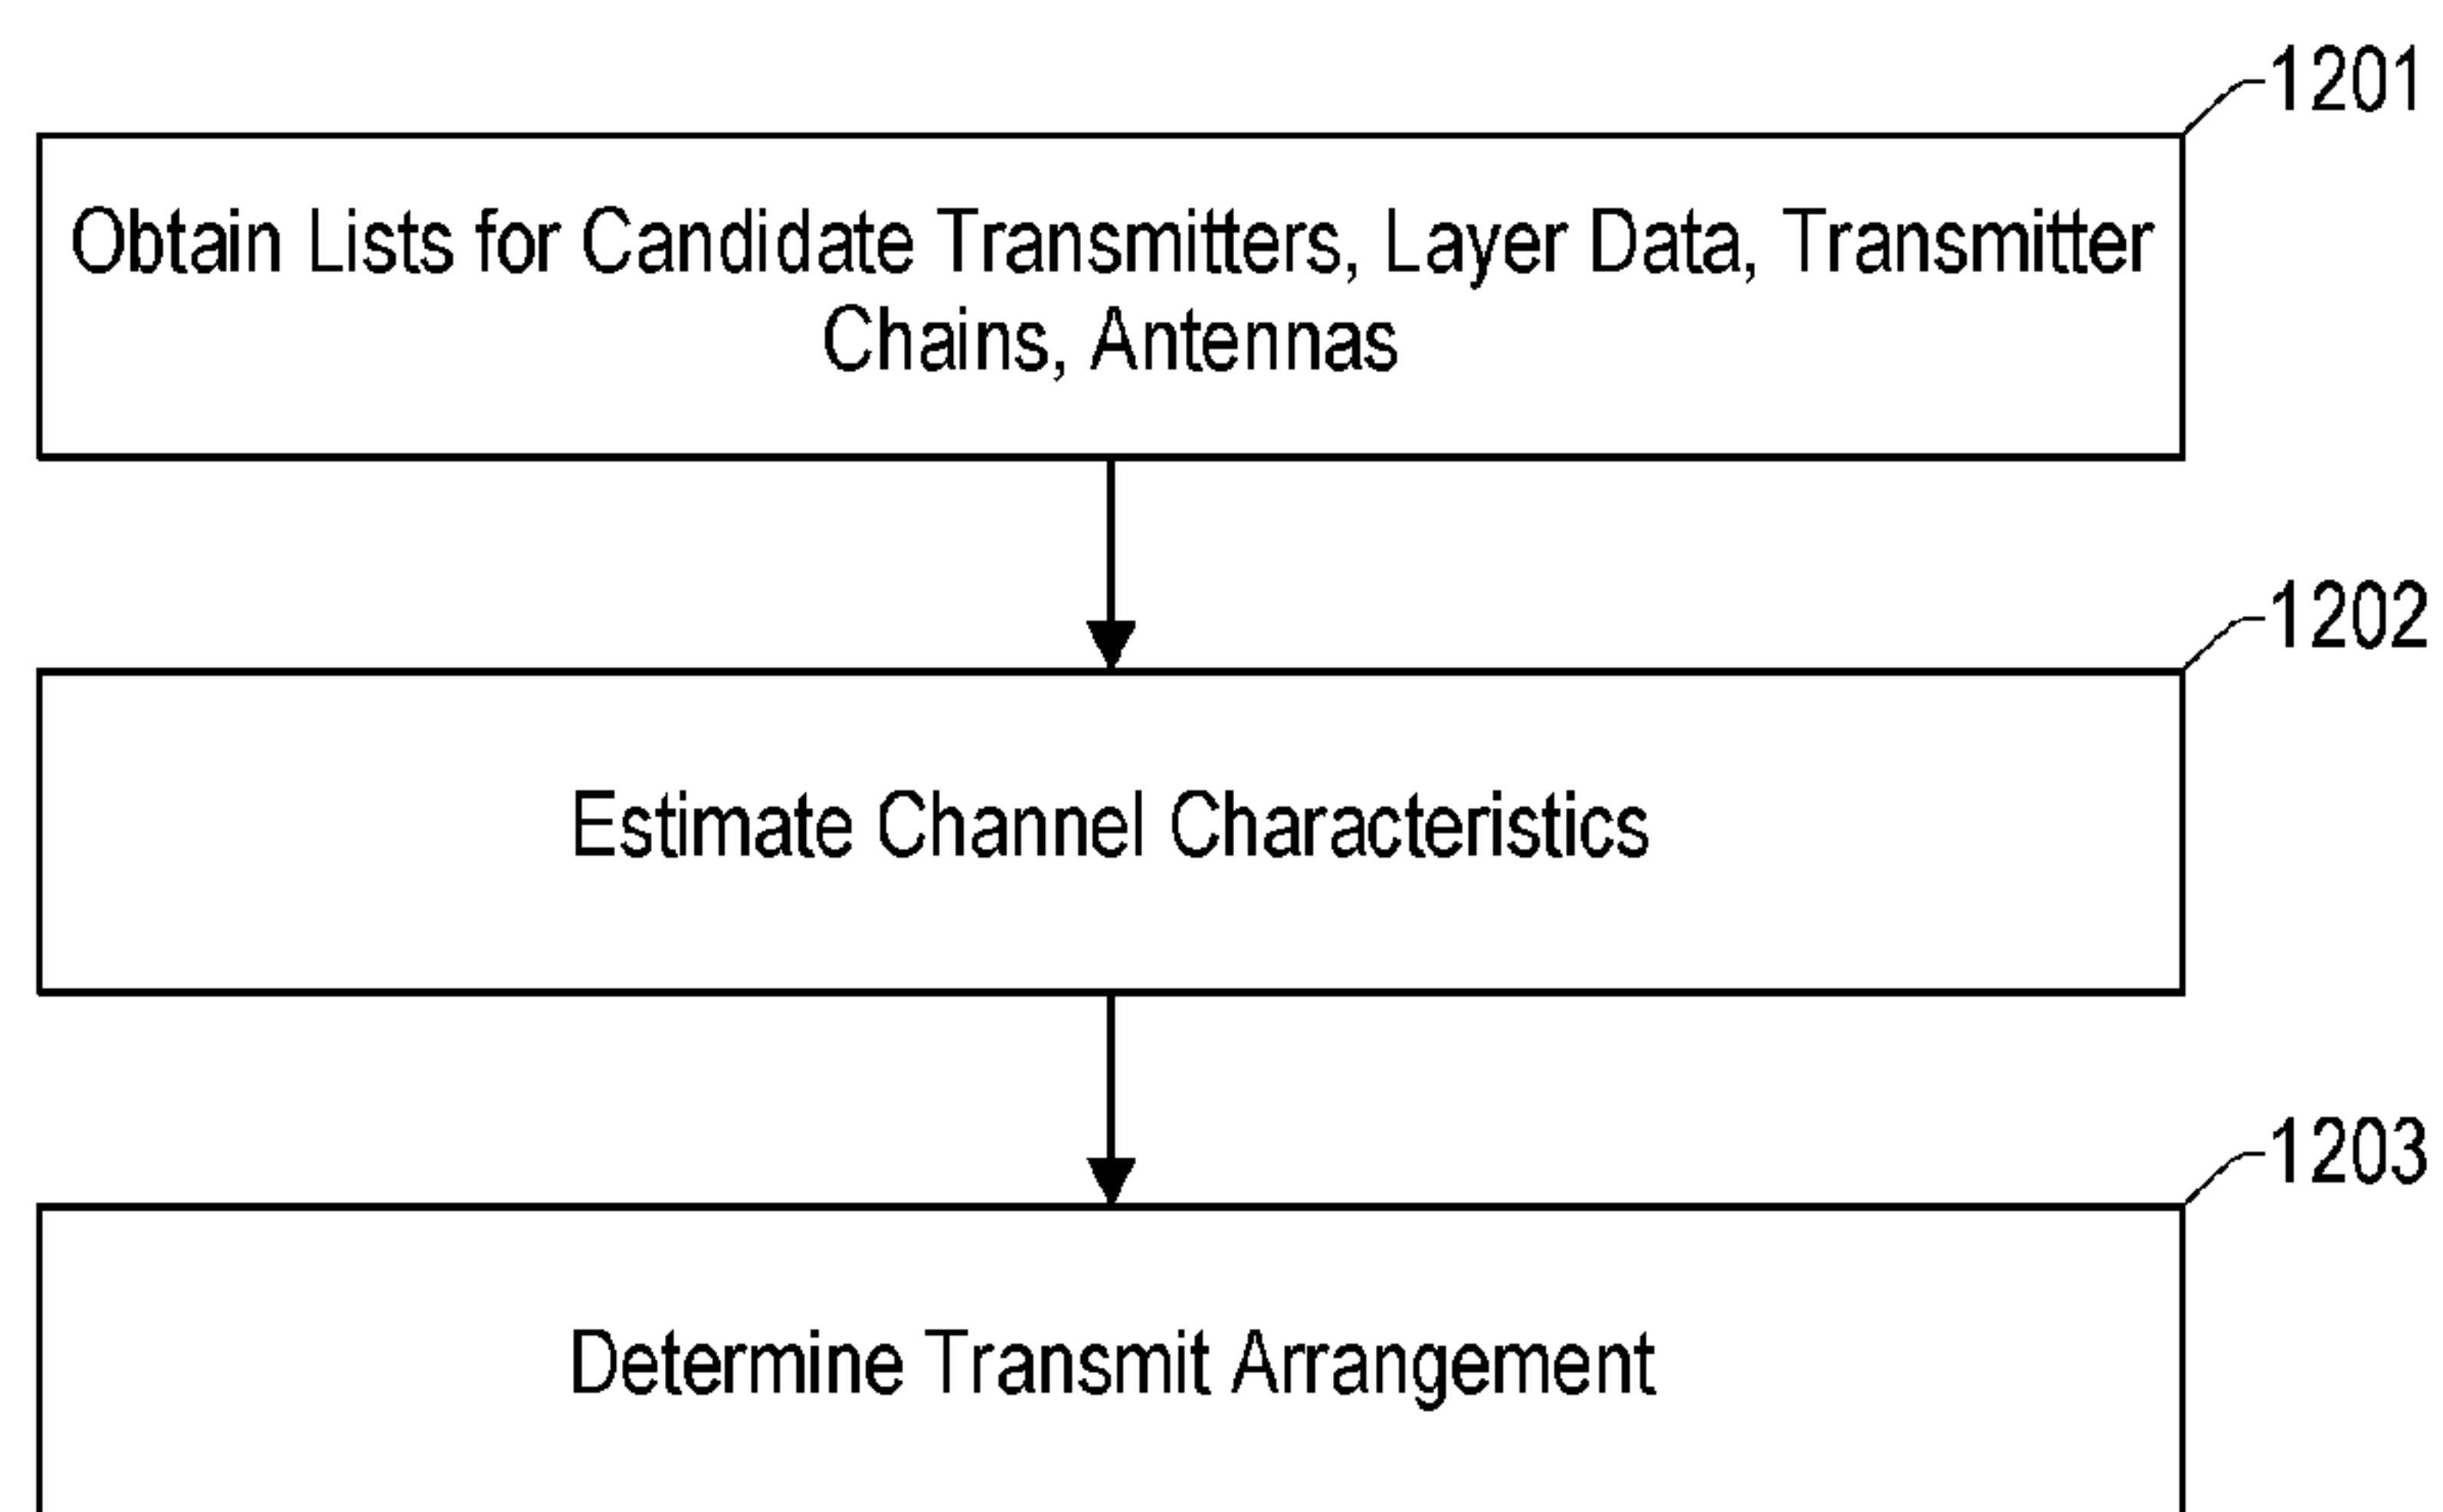 1201
Obtain Lists for Candidate Transmitters, Layer Data, Transmitter
Chains, Antennas
1202
Estimate Channel Characteristics
1203
Determine Transmit Arrangement